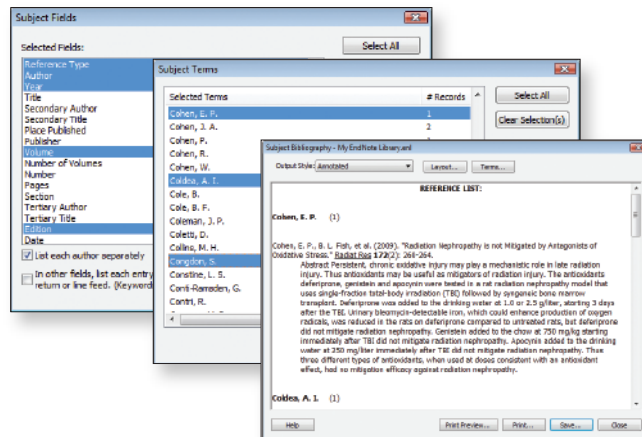 Subject Fields
Selected Fields:
Select All
Reference Type
Author
Year
Title
Secondary Author
Secondary Title
Place Published
Publisher
Volume
Number of Volumes
Number
Pages
Section
Tertiary Author
Tertiary Title
Edition
Date
List each author separately
In other fields, list each entry
return or line feed. (Keyword
Subject Terms
Selected Terms # Records
Select All
Clear Selection(s)
Cohen, E. P. 1
Cohen, J. A. 2
Cohen, P.
Cohen, R.
Cohen, W.
Coldea, A. I.
Cole, B.
Cole, B. F.
Coleman, J. P.
Coletti, D.
Collins, M. H.
Congdon, S.
Constine, L. S.
Conti-Ramsden, G.
Contri, R.
Subject Bibliography - My EndNote Library.enl
Output Style: Annotated Layout... Terms...
REFERENCE LIST:
Cohen, E. P. (1)
Cohen, E. P., B. L. Fish, et al. (2009). "Radiation Nephropathy is not Mitigated by Antagonists of
Oxidative Stress." Radiat Res 172(2): 260-264.
Abstract Persistent, chronic oxidative injury may play a mechanistic role in late radiation
injury. Thus antioxidants may be useful as mitigators of radiation injury. The antioxidants
deferiprone, genistein and apocynin were tested in a rat radiation nephropathy model that
uses single-fraction total-body irradiation (TBI) followed by syngeneic bone marrow
transplant. Deferiprone was added to the drinking water at 1.0 or 2.5 g/liter, starting 3 days
after the TBI. Urinary bleomycin-detectable iron, which could enhance production of oxygen
radicals, was reduced in the rats on deferiprone compared to untreated rats, but deferiprone
did not mitigate radiation nephropathy. Genistein added to the chow at 750 mg/kg starting
immediately after TBI did not mitigate radiation nephropathy. Apocynin added to the drinking
water at 250 mg/liter immediately after TBI did not mitigate radiation nephropathy. Thus
three different types of antioxidants, when used at doses consistent with an antioxidant
effect, had no mitigation efficacy against radiation nephropathy.
Coldea, A. I. (1)
Help Print Preview... Print... Save... Close